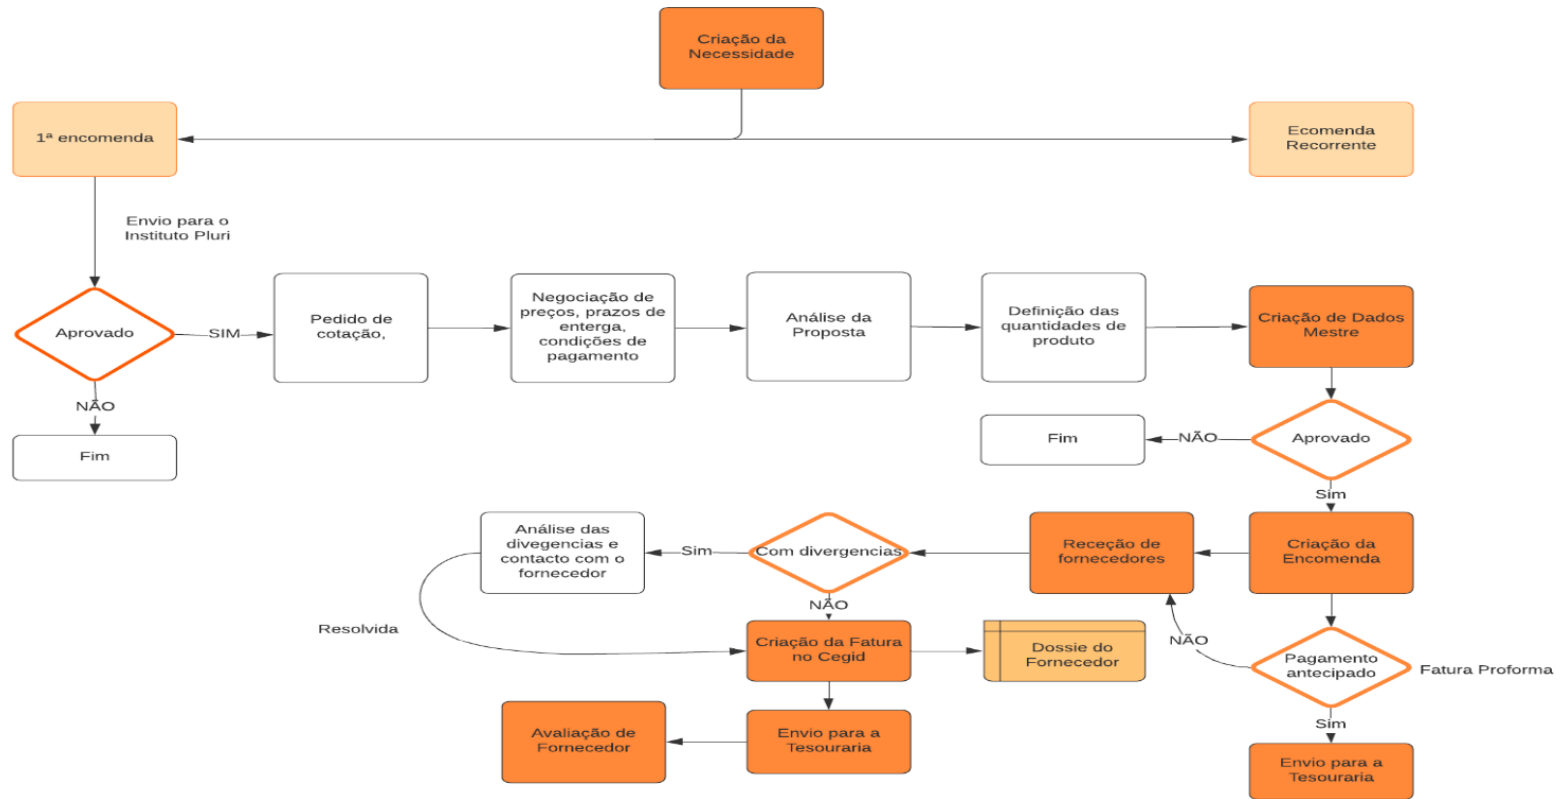 Criação da
Necessidade
1ª encomenda
Ecomenda
Recorrente
Envio para o
Instituto Pluri
Aprovado
SIM
Pedido de
cotação,
Negociação de
preços, prazos de
enterga,
condições de
pagamento
Análise da
Proposta
Definição das
quantidades de
produto
Criação de Dados
Mestre
NÃO
Fim
Aprovado
NÃO
Fim
Sim
Criação da
Encomenda
Receção de
fornecedores
Com divergencias
Sim
Análise das
divegencias e
contacto com o
fornecedor
Resolvida
NÃO
Criação da Fatura
no Cegid
Dossie do
Fornecedor
NÃO
Pagamento
antecipado
Fatura Proforma
Sim
Envio para a
Tesouraria
Envio para a
Tesouraria
Avaliação de
Fornecedor